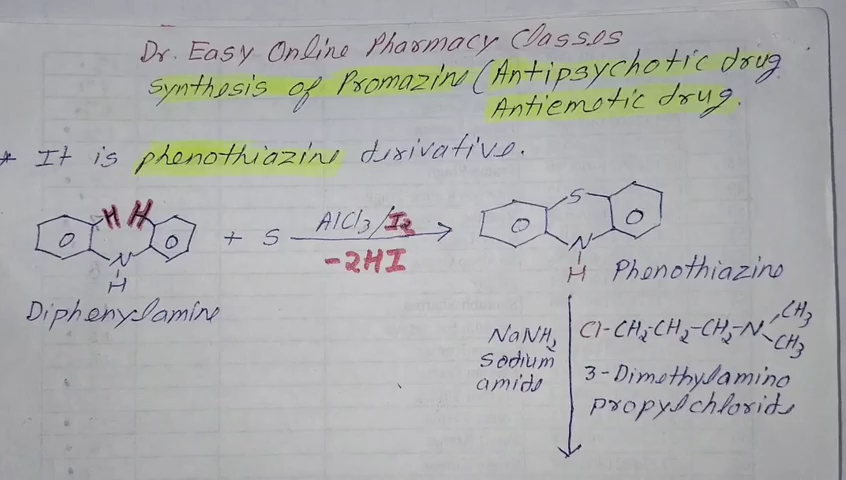 Dr. Easy Online Pharmacy Classes
Synthesis of Promazine (Antipsychotic drug
Antiemetic drug.
* It is phenothiazine derivative.
H H
N
H
+ S
AlCl3/I2
-2HI
Diphenylamine
S
N
H
Phenothiazine
NaNH2
Sodium
amide
Cl-CH2-CH2-CH2-N
CH3
CH3
3-Dimethylamino
propylchloride